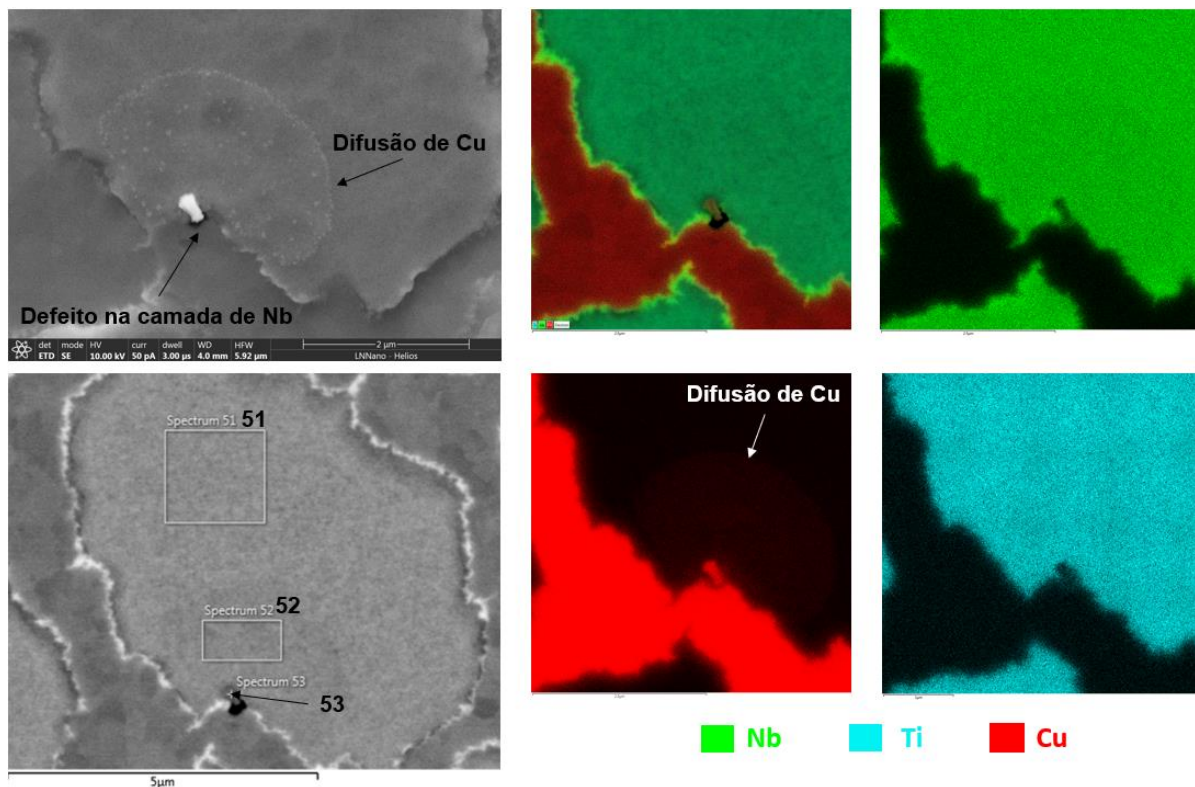 Difusão de Cu
Defeito na camada de Nb
det mode HV curr dwell WD HFW
ETD SE 10.00 kV 50 pA 3.00 µs 4.0 mm 5.92 µm
2 µm
LNNano - Helios
Spectrum 51 51
Spectrum 52 52
Spectrum 53
53
5µm
Difusão de Cu
Nb Ti Cu